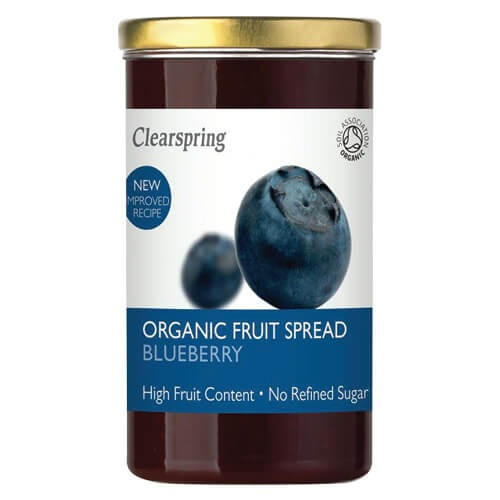 Clearspring
SOIL ASSOCIATION
ORGANIC
NEW
IMPROVED
RECIPE
ORGANIC FRUIT SPREAD
BLUEBERRY
High Fruit Content • No Refined Sugar